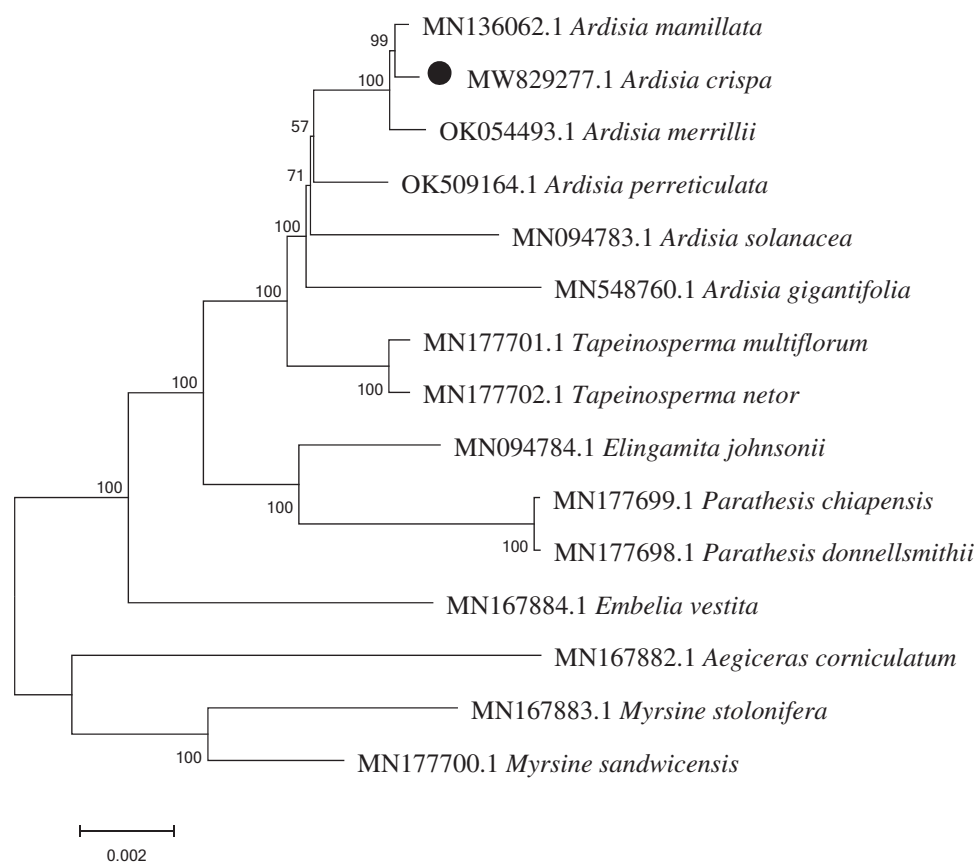 MN136062.1 Ardisia mamillata
99
MW829277.1 Ardisia crispa
100
OK054493.1 Ardisia merrillii
57
OK509164.1 Ardisia perreticulata
71
MN094783.1 Ardisia solanacea
100
MN548760.1 Ardisia gigantifolia
100
MN177701.1 Tapeinosperma multiflorum
100
MN177702.1 Tapeinosperma netor
100
MN094784.1 Elingamita johnsonii
100
MN177699.1 Parathesis chiapensis
100
MN177698.1 Parathesis donnellsmithii
100
MN167884.1 Embelia vestita
MN167882.1 Aegiceras corniculatum
MN167883.1 Myrsine stolonifera
100
MN177700.1 Myrsine sandwicensis
0.002